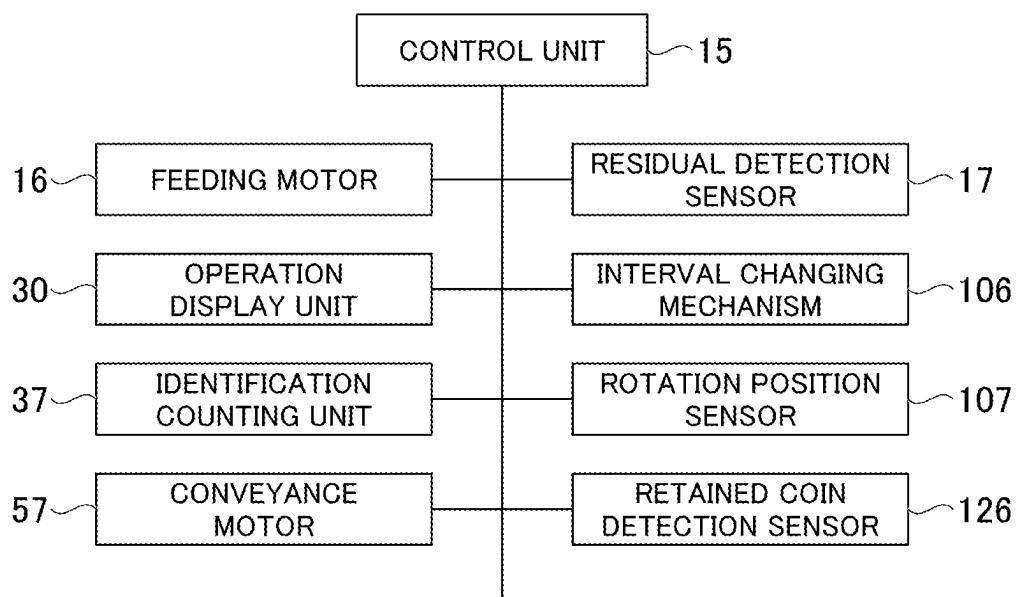 CONTROL UNIT
15
16
FEEDING MOTOR
RESIDUAL DETECTION
SENSOR
17
30
OPERATION
DISPLAY UNIT
INTERVAL CHANGING
MECHANISM
106
37
IDENTIFICATION
COUNTING UNIT
ROTATION POSITION
SENSOR
107
57
CONVEYANCE
MOTOR
RETAINED COIN
DETECTION SENSOR
126